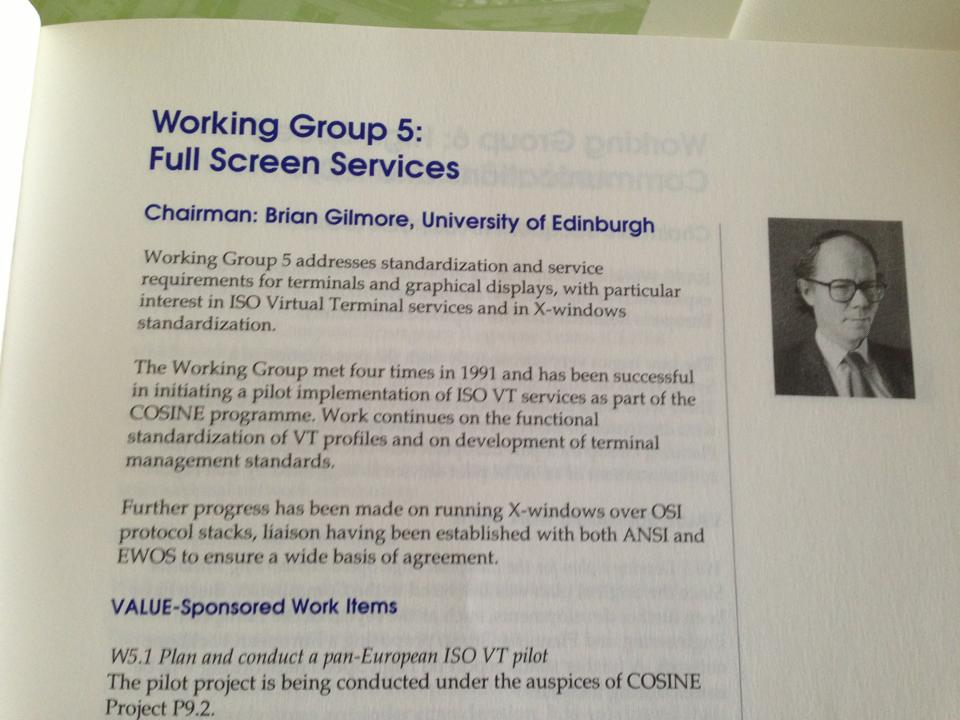 Working Group 5:
Full Screen Services
Chairman: Brian Gilmore, University of Edinburgh
Working Group 5 addresses standardization and service
requirements for terminals and graphical displays, with particular
interest in ISO Virtual Terminal services and in X-windows
standardization.
The Working Group met four times in 1991 and has been successful
in initiating a pilot implementation of ISO VT services as part of the
COSINE programme. Work continues on the functional
standardization of VT profiles and on development of terminal
management standards.
Further progress has been made on running X-windows over OSI
protocol stacks, liaison having been established with both ANSI and
EWOS to ensure a wide basis of agreement.
VALUE-Sponsored Work Items
W5.1 Plan and conduct a pan-European ISO VT pilot
The pilot project is being conducted under the auspices of COSINE
Project P9.2.